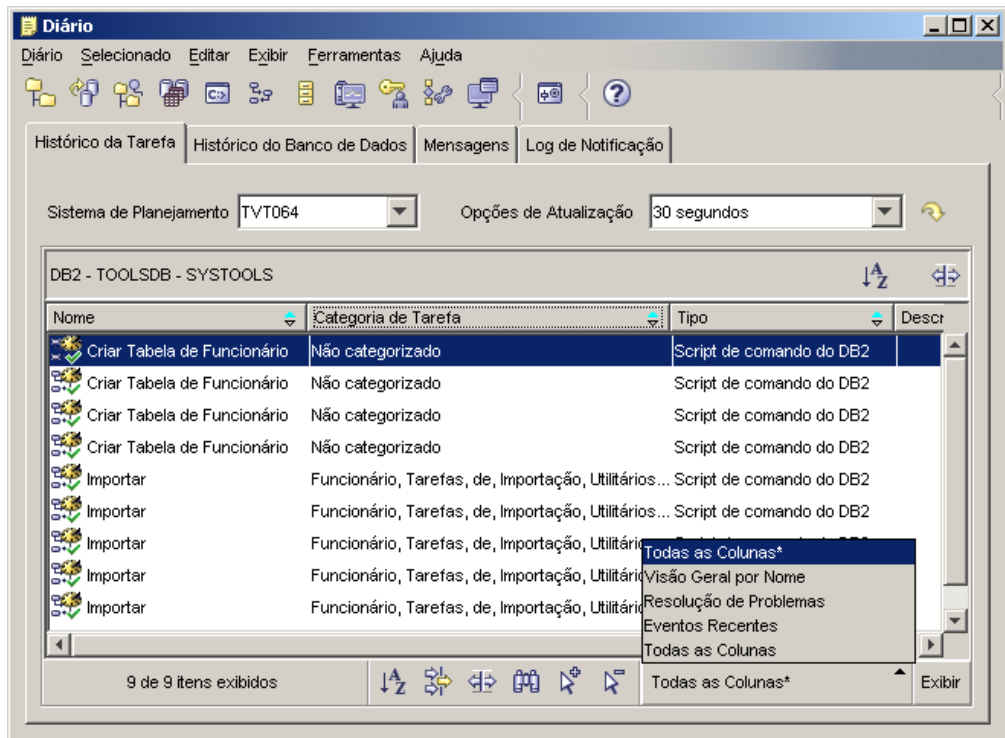 Diário
Diário Selecionado Editar Exibir Ferramentas Ajuda
Histórico da Tarefa Histórico do Banco de Dados Mensagens Log de Notificação
Sistema de Planejamento TVT064 Opções de Atualização 30 segundos
DB2 - TOOLSDB - SYSTOOLS
Nome Categoria de Tarefa Tipo Descr
Criar Tabela de Funcionário Não categorizado Script de comando do DB2
Criar Tabela de Funcionário Não categorizado Script de comando do DB2
Criar Tabela de Funcionário Não categorizado Script de comando do DB2
Criar Tabela de Funcionário Não categorizado Script de comando do DB2
Importar Funcionário, Tarefas, de, Importação, Utilitários... Script de comando do DB2
Importar Funcionário, Tarefas, de, Importação, Utilitários... Script de comando do DB2
Importar Funcionário, Tarefas, de, Importação,
Importar Funcionário, Tarefas, de, Importação,
Importar Funcionário, Tarefas, de, Importação,
Todas as Colunas*
Visão Geral por Nome
Resolução de Problemas
Eventos Recentes
Todas as Colunas
9 de 9 itens exibidos Todas as Colunas* Exibir